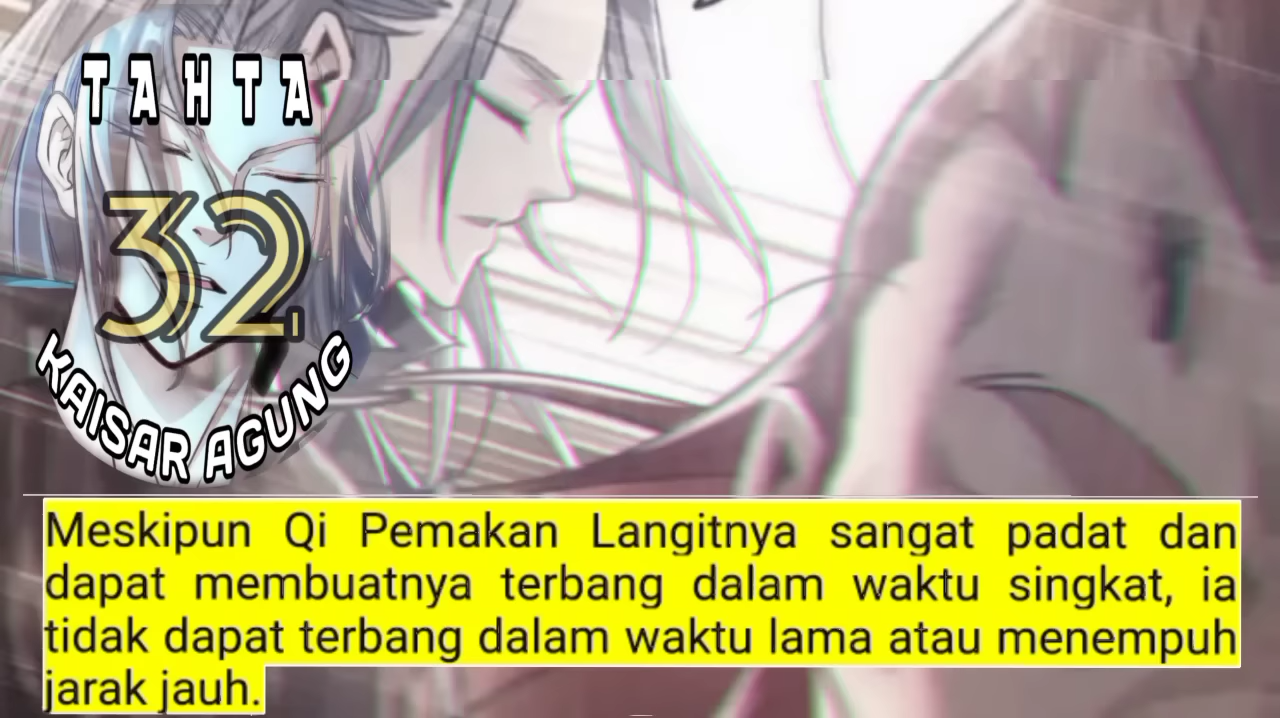 TAHTA
32
KAISAR AGUNG
Meskipun Qi Pemakan Langitnya sangat padat dan
dapat membuatnya terbang dalam waktu singkat, ia
tidak dapat terbang dalam waktu lama atau menempuh
jarak jauh.